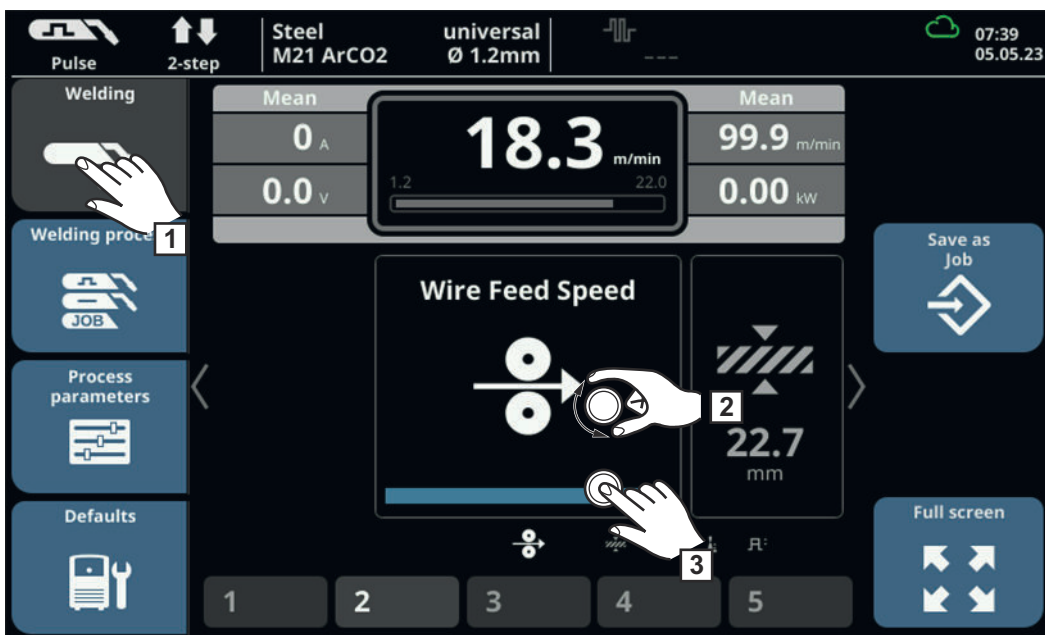 Pulse
2-step
Steel universal
M21 ArCO2 Ø 1.2mm
---
07:39
05.05.23
Welding
1
Mean
0 A
0.0 V
18.3 m/min
1.2 22.0
Mean
99.9 m/min
0.00 kW
Welding proce
JOB
Process
parameters
Defaults
Wire Feed Speed
2
22.7
mm
3
Save as
Job
Full screen
1 2 3 4 5